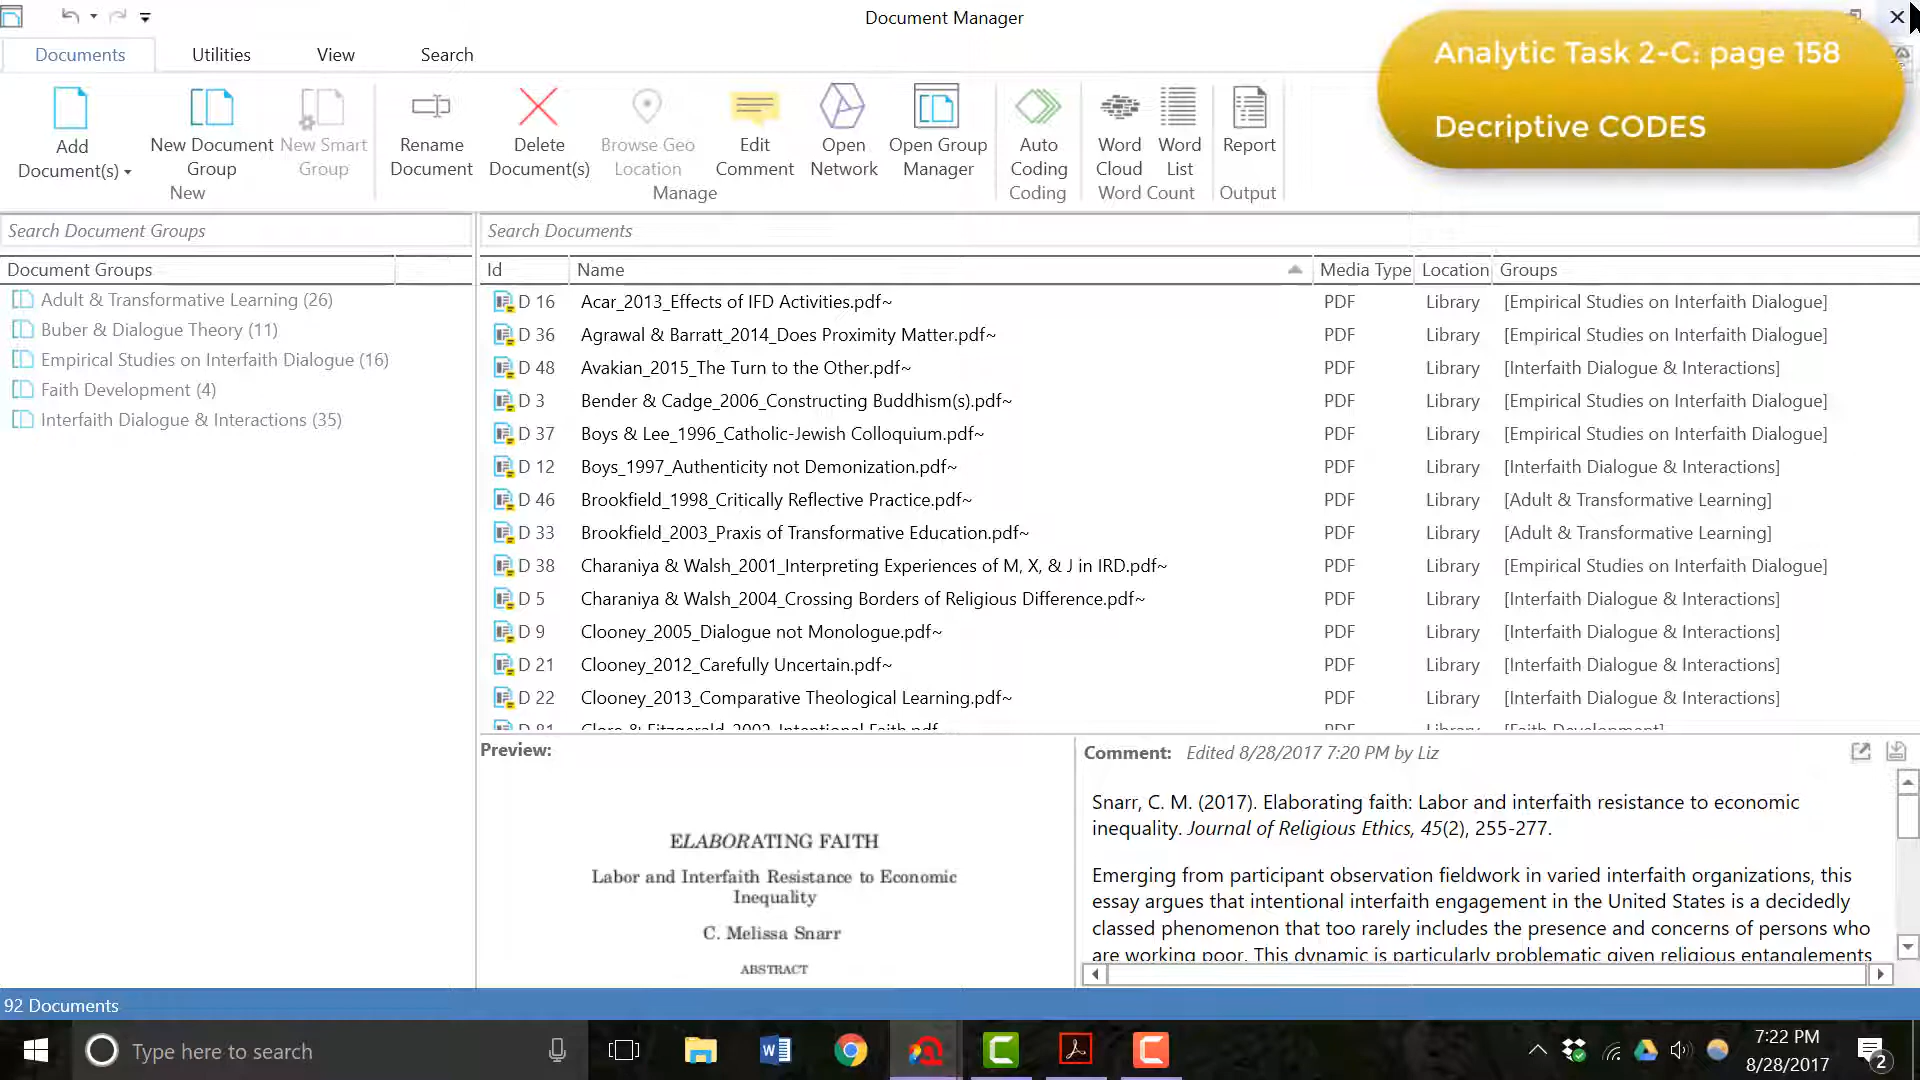 Document Manager
Analytic Task 2-C: page 158
Decriptive CODES
Documents Utilities View Search
Add Document(s)
New Document Group
New Smart Group
New
Rename Document
Delete Document(s)
Browse Geo Location
Edit Comment
Open Network
Open Group Manager
Manage
Auto Coding
Coding
Word Cloud
Word List
Word Count
Report
Output
Search Document Groups
Document Groups
Adult & Transformative Learning (26)
Buber & Dialogue Theory (11)
Empirical Studies on Interfaith Dialogue (16)
Faith Development (4)
Interfaith Dialogue & Interactions (35)
Search Documents
Id Name Media Type Location Groups
D 16 Acar_2013_Effects of IFD Activities.pdf~ PDF Library [Empirical Studies on Interfaith Dialogue]
D 36 Agrawal & Barratt_2014_Does Proximity Matter.pdf~ PDF Library [Empirical Studies on Interfaith Dialogue]
D 48 Avakian_2015_The Turn to the Other.pdf~ PDF Library [Interfaith Dialogue & Interactions]
D 3 Bender & Cadge_2006_Constructing Buddhism(s).pdf~ PDF Library [Empirical Studies on Interfaith Dialogue]
D 37 Boys & Lee_1996_Catholic-Jewish Colloquium.pdf~ PDF Library [Empirical Studies on Interfaith Dialogue]
D 12 Boys_1997_Authenticity not Demonization.pdf~ PDF Library [Interfaith Dialogue & Interactions]
D 46 Brookfield_1998_Critically Reflective Practice.pdf~ PDF Library [Adult & Transformative Learning]
D 33 Brookfield_2003_Praxis of Transformative Education.pdf~ PDF Library [Adult & Transformative Learning]
D 38 Charaniya & Walsh_2001_Interpreting Experiences of M, X, & J in IRD.pdf~ PDF Library [Empirical Studies on Interfaith Dialogue]
D 5 Charaniya & Walsh_2004_Crossing Borders of Religious Difference.pdf~ PDF Library [Interfaith Dialogue & Interactions]
D 9 Clooney_2005_Dialogue not Monologue.pdf~ PDF Library [Interfaith Dialogue & Interactions]
D 21 Clooney_2012_Carefully Uncertain.pdf~ PDF Library [Interfaith Dialogue & Interactions]
D 22 Clooney_2013_Comparative Theological Learning.pdf~ PDF Library [Interfaith Dialogue & Interactions]
Preview:
ELABORATING FAITH
Labor and Interfaith Resistance to Economic
Inequality
C. Melissa Snarr
ABSTRACT
Comment: Edited 8/28/2017 7:20 PM by Liz
Snarr, C. M. (2017). Elaborating faith: Labor and interfaith resistance to economic
inequality. Journal of Religious Ethics, 45(2), 255-277.
Emerging from participant observation fieldwork in varied interfaith organizations, this
essay argues that intentional interfaith engagement in the United States is a decidedly
classed phenomenon that too rarely includes the presence and concerns of persons who
are working poor. This dynamic is particularly problematic given religious entanglements
92 Documents
Type here to search
7:22 PM
8/28/2017
2